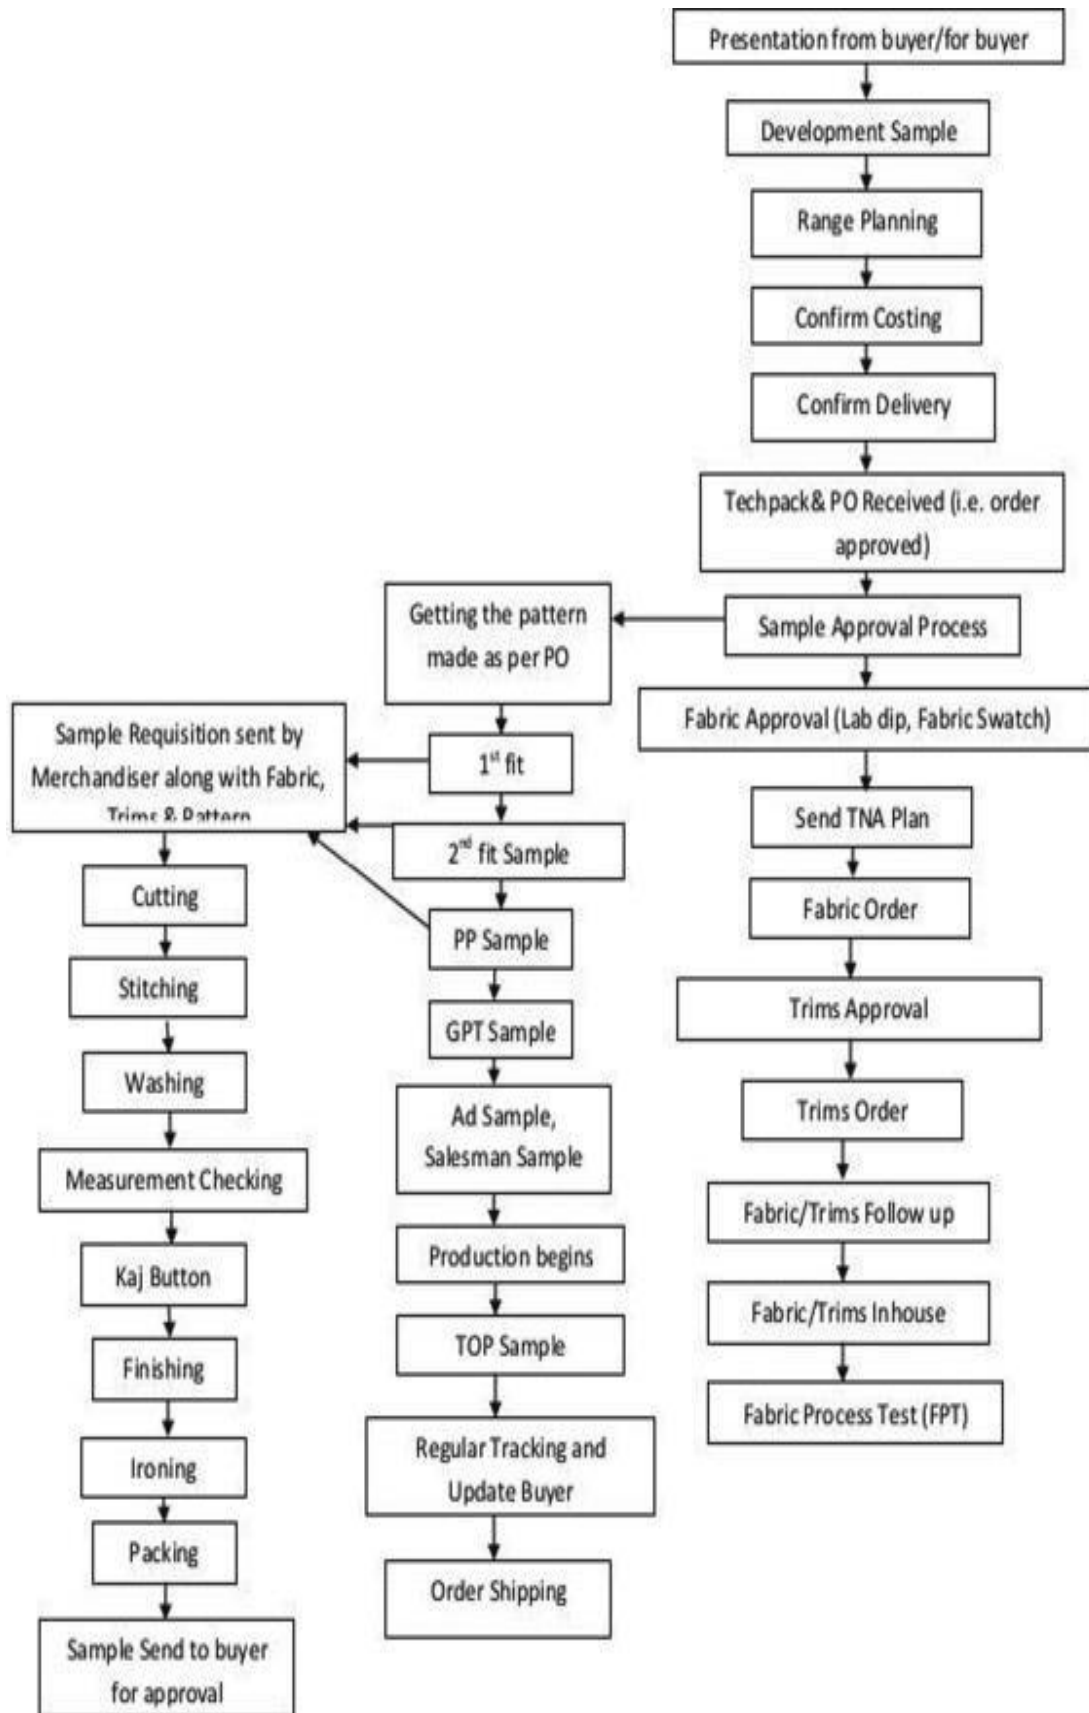 Presentation from buyer/for buyer
Development Sample
Range Planning
Confirm Costing
Confirm Delivery
Techpack& PO Received (i.e. order
approved)
Sample Approval Process
Fabric Approval (Lab dip, Fabric Swatch)
Send TNA Plan
Fabric Order
Trims Approval
Trims Order
Fabric/Trims Follow up
Fabric/Trims Inhouse
Fabric Process Test (FPT)
Getting the pattern
made as per PO
1st fit
2nd fit Sample
PP Sample
GPT Sample
Ad Sample,
Salesman Sample
Production begins
TOP Sample
Regular Tracking and
Update Buyer
Order Shipping
Sample Requisition sent by
Merchandiser along with Fabric,
Trims & Pattern
Cutting
Stitching
Washing
Measurement Checking
Kaj Button
Finishing
Ironing
Packing
Sample Send to buyer
for approval